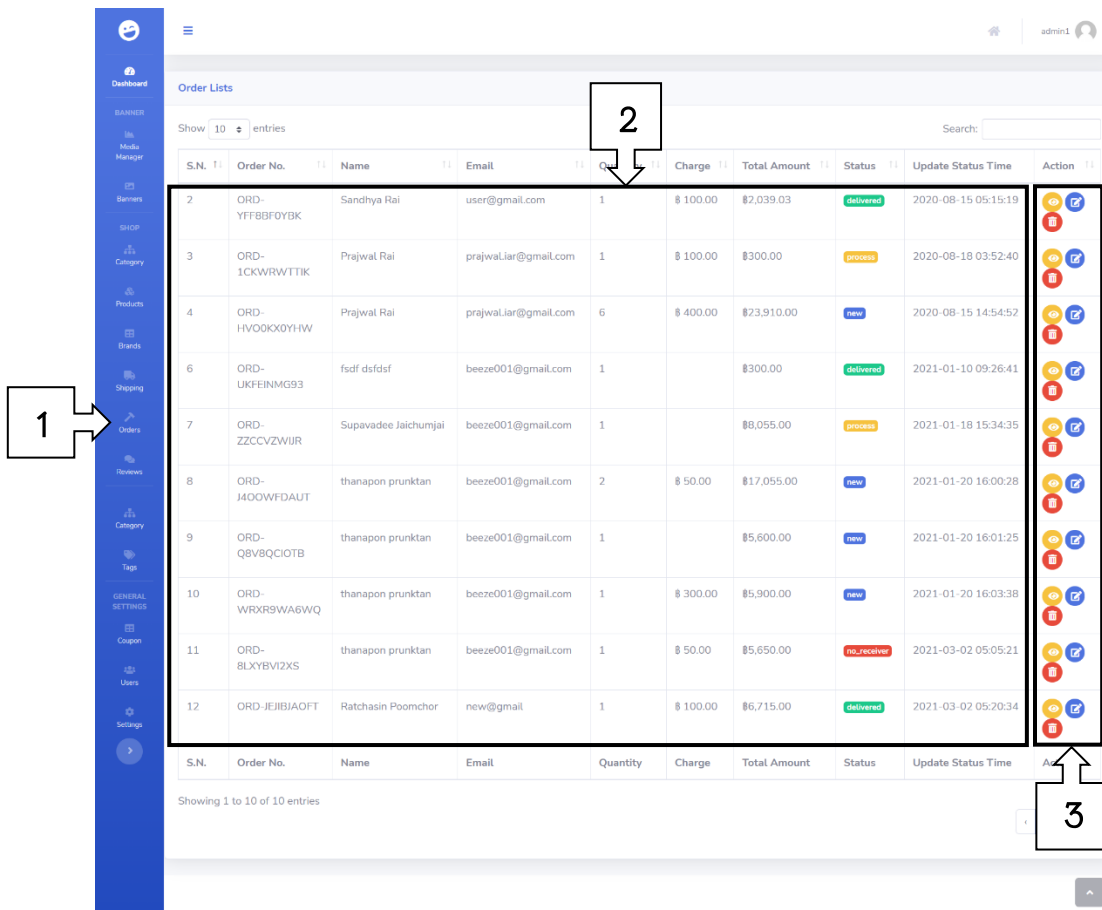 admin1
Dashboard
BANNER
Media
Manager
Banners
SHOP
Category
Products
Brands
Shipping
Orders
Reviews
Category
Tags
GENERAL
SETTINGS
Coupon
Users
Settings
1
Order Lists
2
Show 10 entries
Search:
S.N. Order No. Name Email Charge Total Amount Status Update Status Time Action
2 ORD- Sandhya Rai user@gmail.com 1 ฿ 100.00 ฿2,039.03 delivered 2020-08-15 05:15:19
YFF8BF0YBK
3 ORD- Prajwal Rai prajwal.iar@gmail.com 1 ฿ 100.00 ฿300.00 process 2020-08-18 03:52:40
1CKWRWTTIK
4 ORD- Prajwal Rai prajwal.iar@gmail.com 6 ฿ 400.00 ฿23,910.00 new 2020-08-15 14:54:52
HVO0KX0YHW
6 ORD- fsdf dsfdsf beeze001@gmail.com 1 ฿300.00 delivered 2021-01-10 09:26:41
UKFEINMG93
7 ORD- Supavadee Jaichumjai beeze001@gmail.com 1 ฿8,055.00 process 2021-01-18 15:34:35
ZZCCVZWIJR
8 ORD- thanapon prunktan beeze001@gmail.com 2 ฿ 50.00 ฿17,055.00 new 2021-01-20 16:00:28
J4OOWFDAUT
9 ORD- thanapon prunktan beeze001@gmail.com 1 ฿5,600.00 new 2021-01-20 16:01:25
Q8V8QCIOTB
10 ORD- thanapon prunktan beeze001@gmail.com 1 ฿ 300.00 ฿5,900.00 new 2021-01-20 16:03:38
WRXR9WA6WQ
11 ORD- thanapon prunktan beeze001@gmail.com 1 ฿ 50.00 ฿5,650.00 no_receiver 2021-03-02 05:05:21
8LXYBVI2XS
12 ORD-JEJIBJAOFT Ratchasin Poomchor new@gmail 1 ฿ 100.00 ฿6,715.00 delivered 2021-03-02 05:20:34
S.N. Order No. Name Email Quantity Charge Total Amount Status Update Status Time
Showing 1 to 10 of 10 entries
3